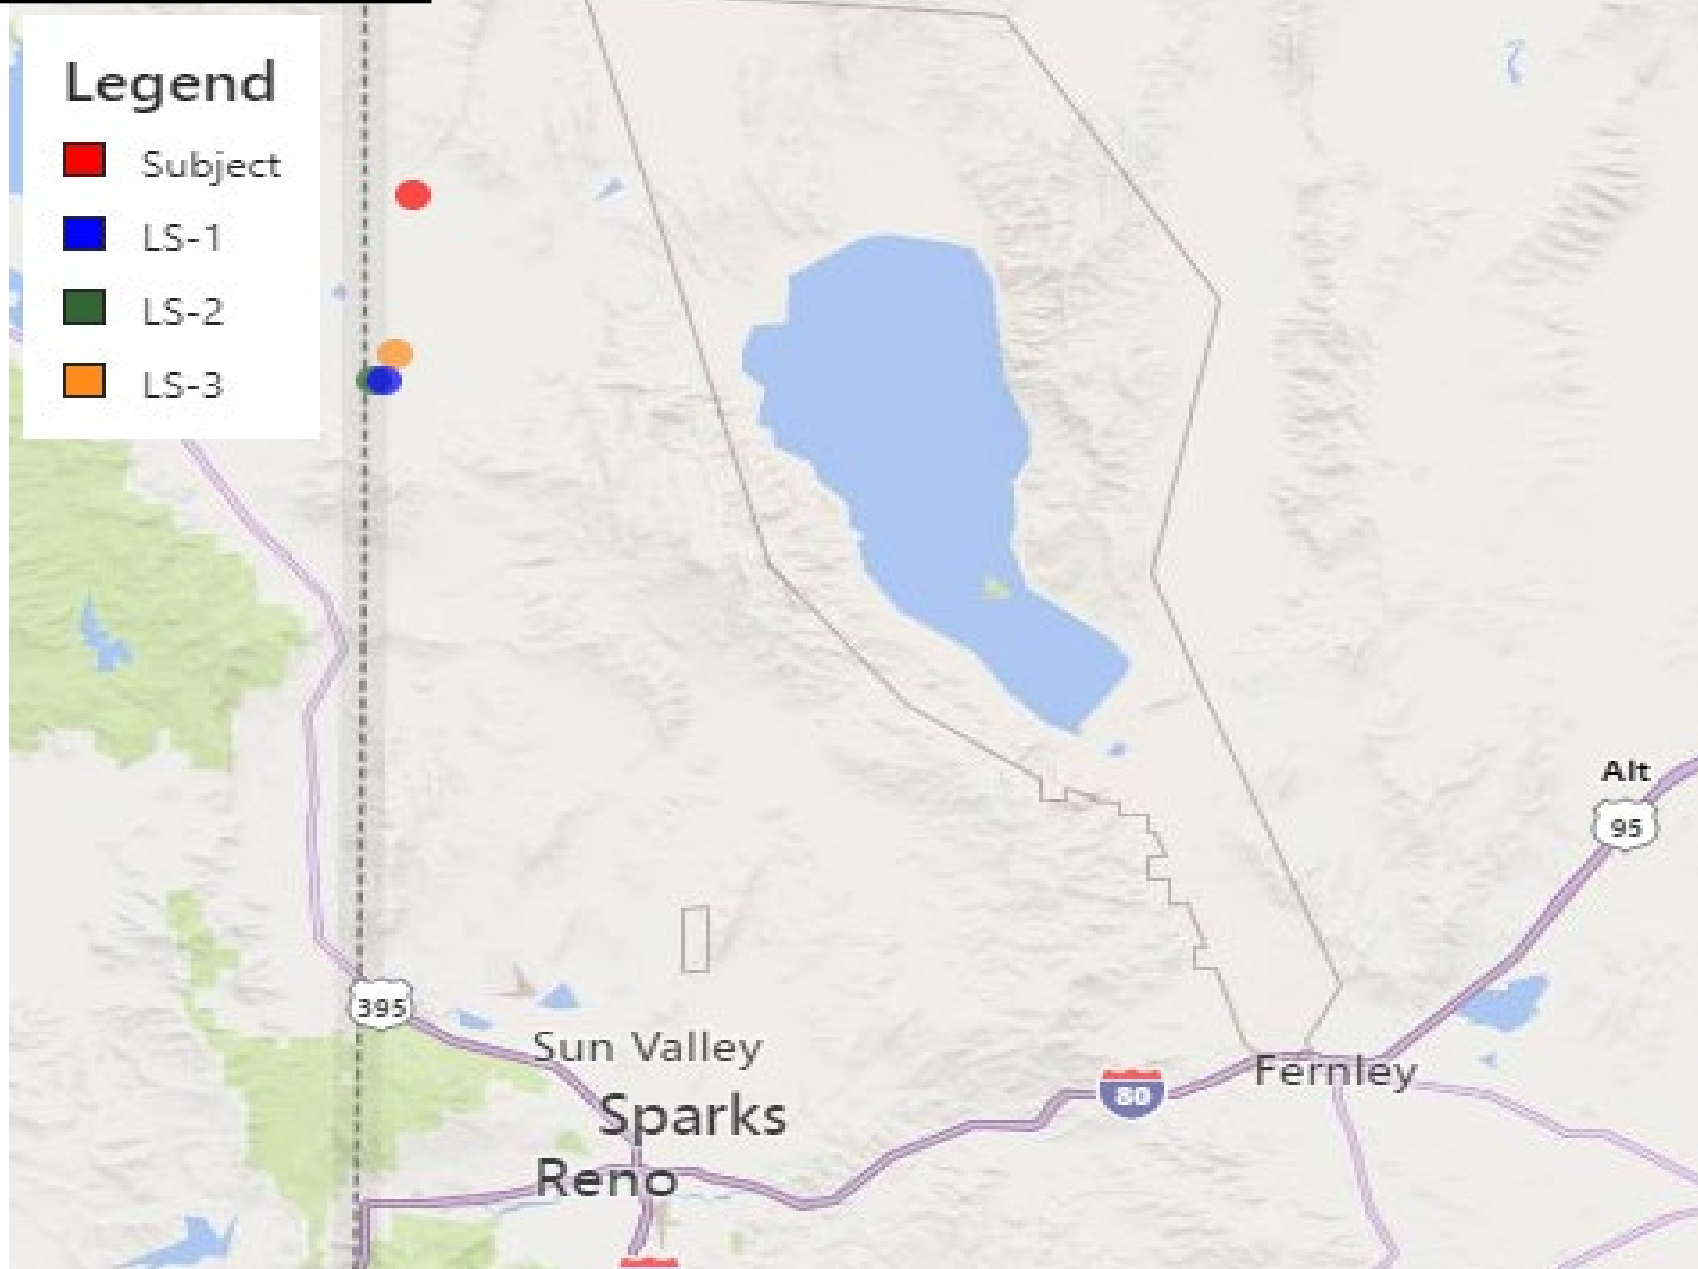 Legend
Subject
LS-1
LS-2
LS-3
Alt
95
395
Sun Valley
Sparks
Reno
80
Fernley